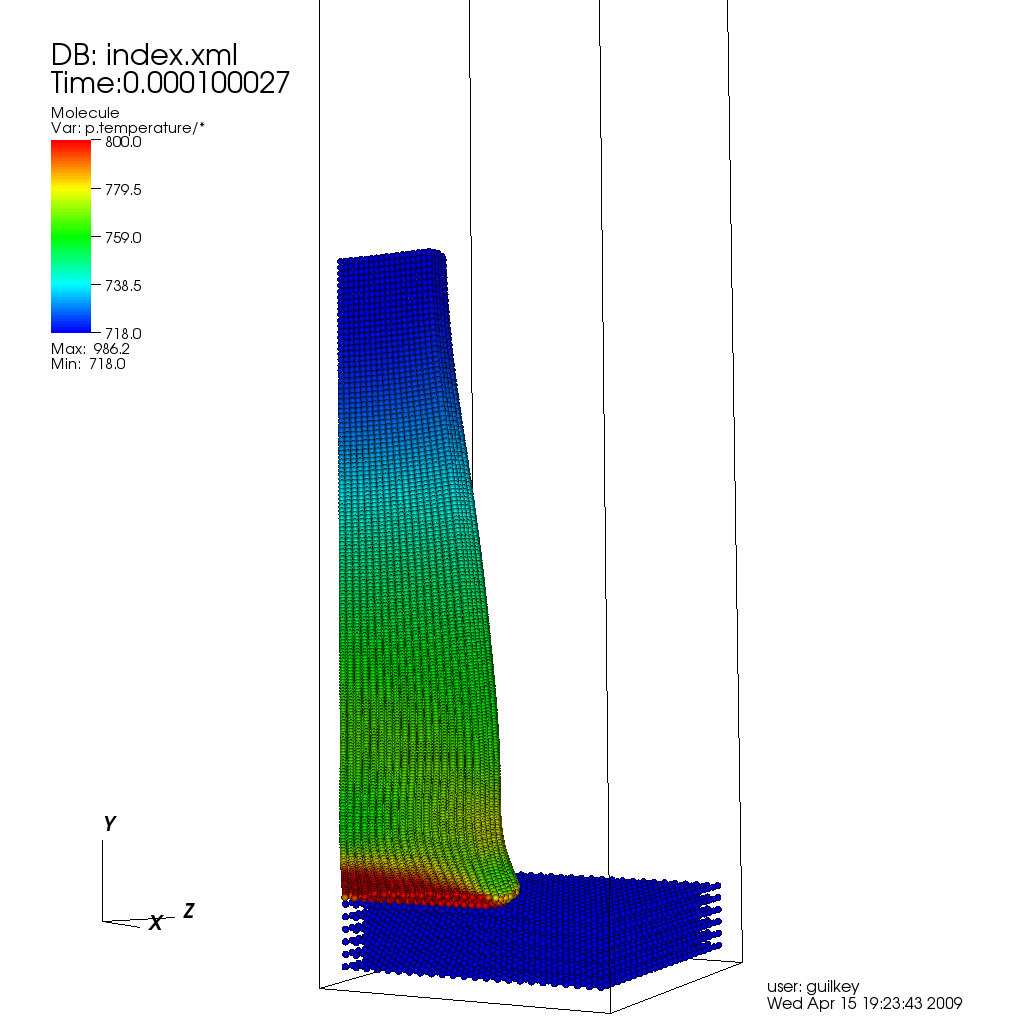 DB: index.xml
Time:0.000100027
Molecule
Var: p.temperature/*
800.0
779.5
759.0
738.5
718.0
Max: 986.2
Min: 718.0
Y
Z
X
user: guilkey
Wed Apr 15 19:23:43 2009